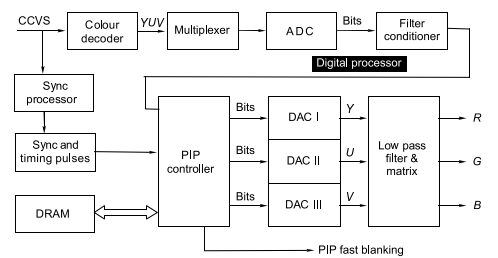 CCVS
Colour
decoder
YUV
Multiplexer
ADC
Bits
Filter
conditioner
Digital processor
Sync
processor
Sync and
timing pulses
PIP
controller
Bits
DAC I
Y
Bits
DAC II
U
Bits
DAC III
V
Low pass
filter &
matrix
R
G
B
DRAM
PIP fast blanking